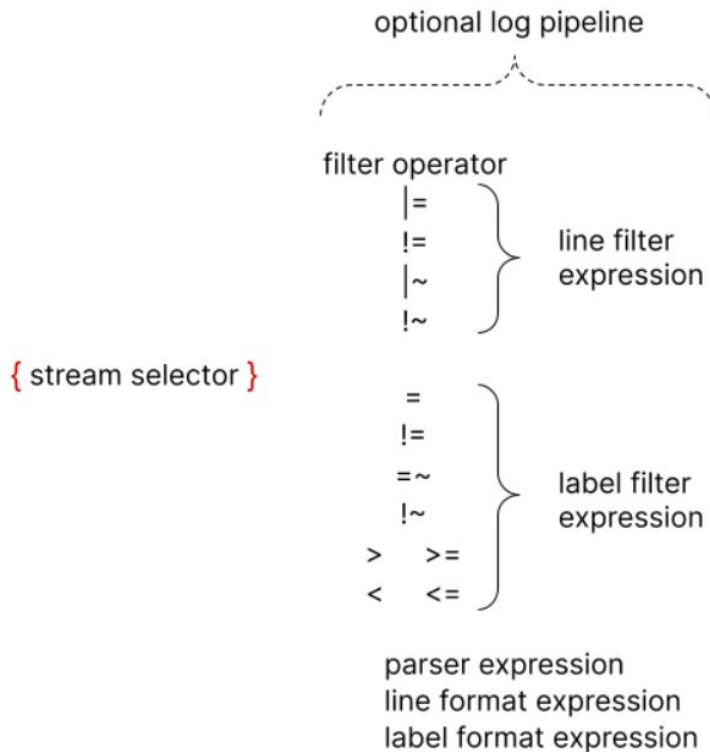 optional log pipeline
filter operator
|=
!=
|~
!~
line filter
expression
{ stream selector }
=
!=
=~
!~
> >=
< <=
label filter
expression
parser expression
line format expression
label format expression